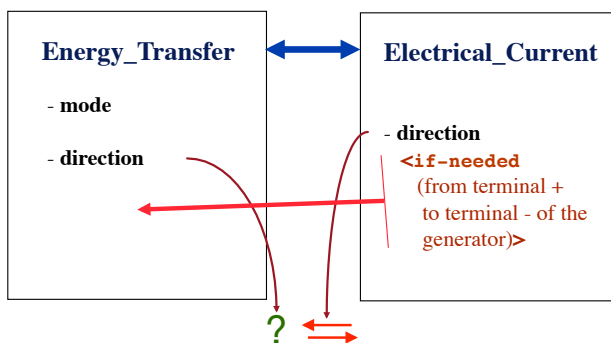 Energy_Transfer
- mode
- direction
Electrical_Current
- direction
<if-needed
(from terminal +
to terminal - of the
generator)>
?